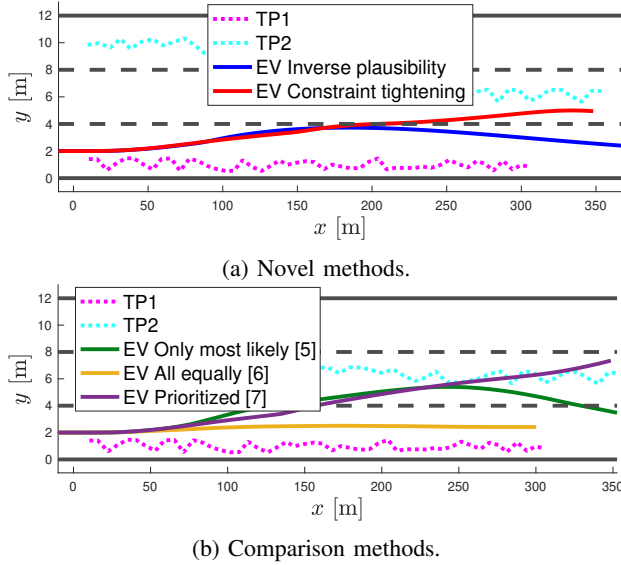 12
10
8
6
4
2
0
y [m]
TP1
TP2
EV Inverse plausibility
EV Constraint tightening
0 50 100 150 200 250 300 350
x [m]
(a) Novel methods.
12
10
8
6
4
2
0
y [m]
TP1
TP2
EV Only most likely [5]
EV All equally [6]
EV Prioritized [7]
0 50 100 150 200 250 300 350
x [m]
(b) Comparison methods.